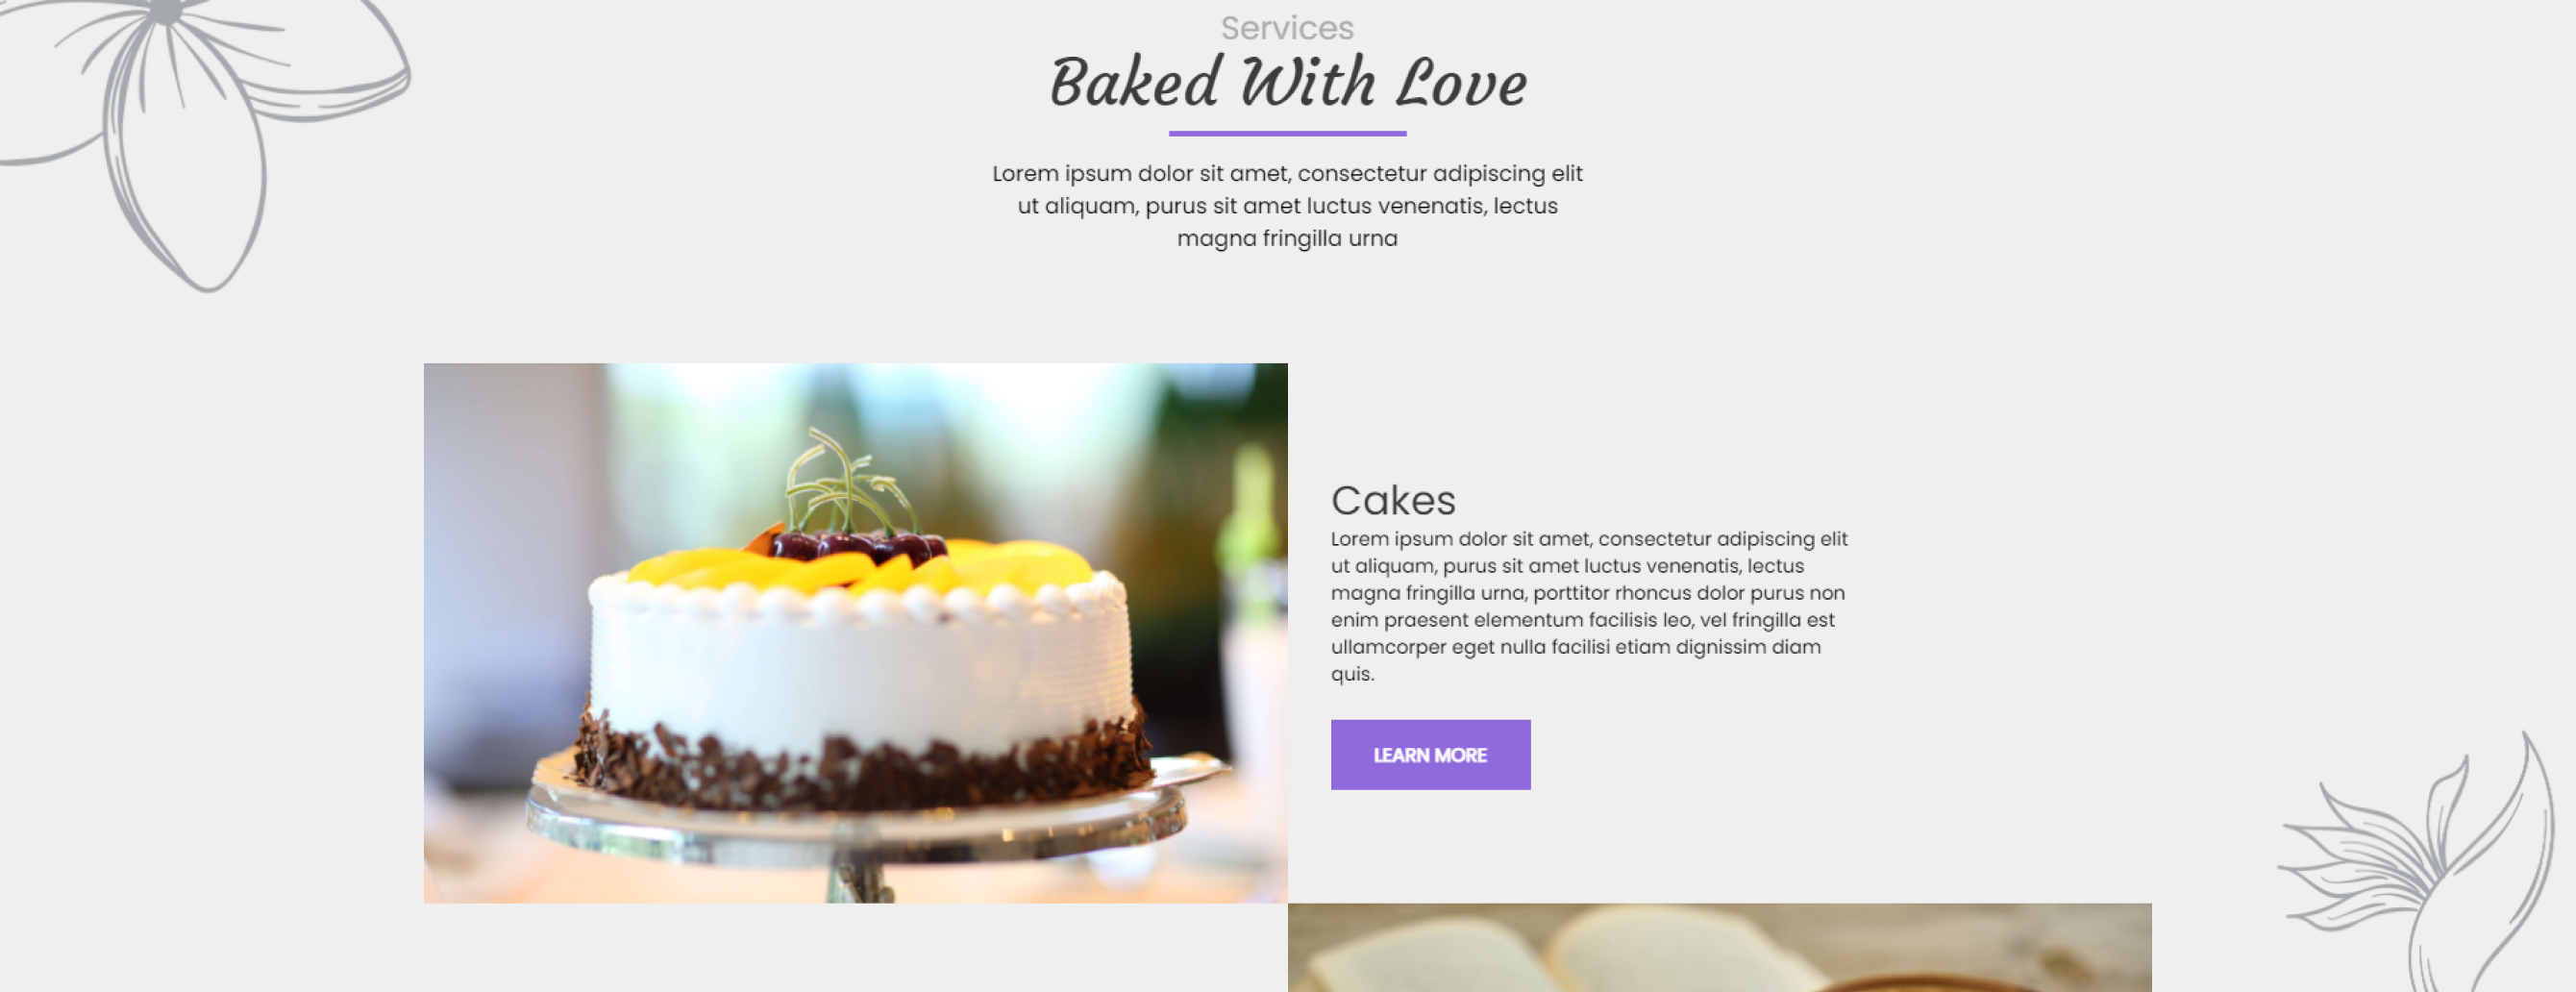 Services
Baked With Love
Lorem ipsum dolor sit amet, consectetur adipiscing elit
ut aliquam, purus sit amet luctus venenatis, lectus
magna fringilla urna
Cakes
Lorem ipsum dolor sit amet, consectetur adipiscing elit
ut aliquam, purus sit amet luctus venenatis, lectus
magna fringilla urna, porttitor rhoncus dolor purus non
enim praesent elementum facilisis leo, vel fringilla est
ullamcorper eget nulla facilisi etiam dignissim diam
quis.
LEARN MORE